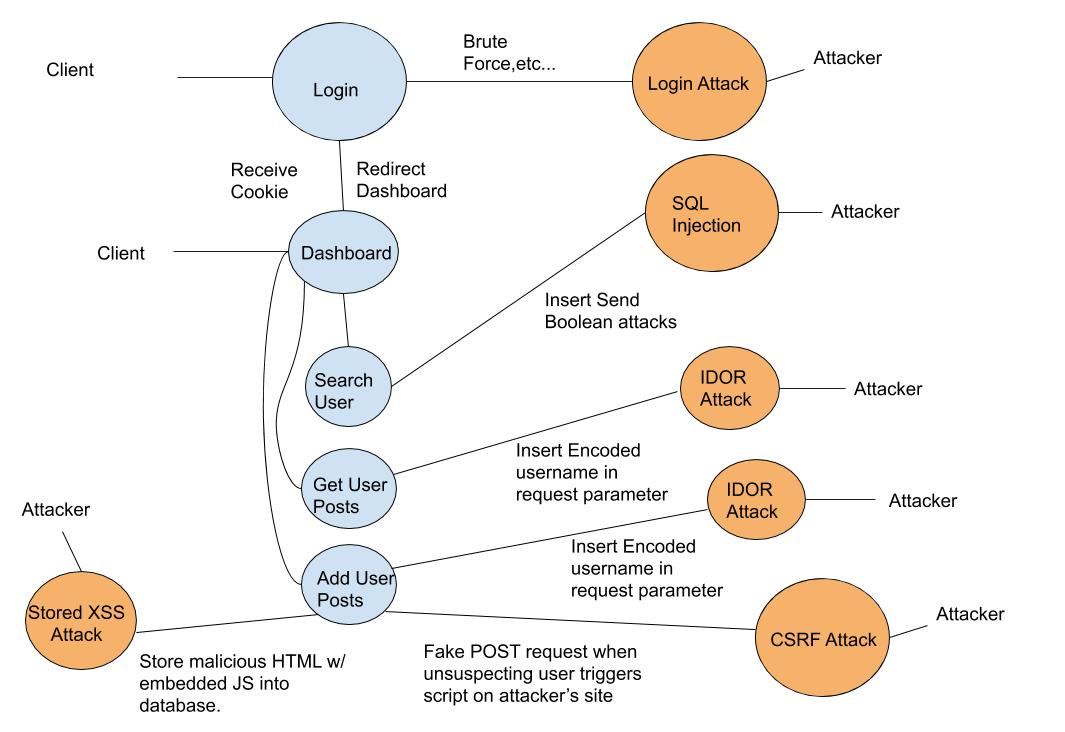 Brute
Force,etc...
Attacker
Client
Login
Login Attack
Receive
Cookie
Redirect
Dashboard
SQL
Injection
Attacker
Client
Dashboard
Insert Send
Boolean attacks
Search
User
IDOR
Attack
Attacker
Insert Encoded
username in
request parameter
Get User
Posts
IDOR
Attack
Attacker
Attacker
Insert Encoded
username in
request parameter
Add User
Posts
Stored XSS
Attack
Attacker
CSRF Attack
Store malicious HTML w/
embedded JS into
database.
Fake POST request when
unsuspecting user triggers
script on attacker’s site